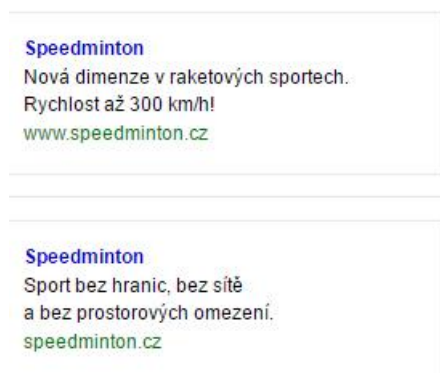 Speedminton
Nová dimenze v raketových sportech.
Rychlost až 300 km/h!
www.speedminton.cz
Speedminton
Sport bez hranic, bez sítě
a bez prostorových omezení.
speedminton.cz